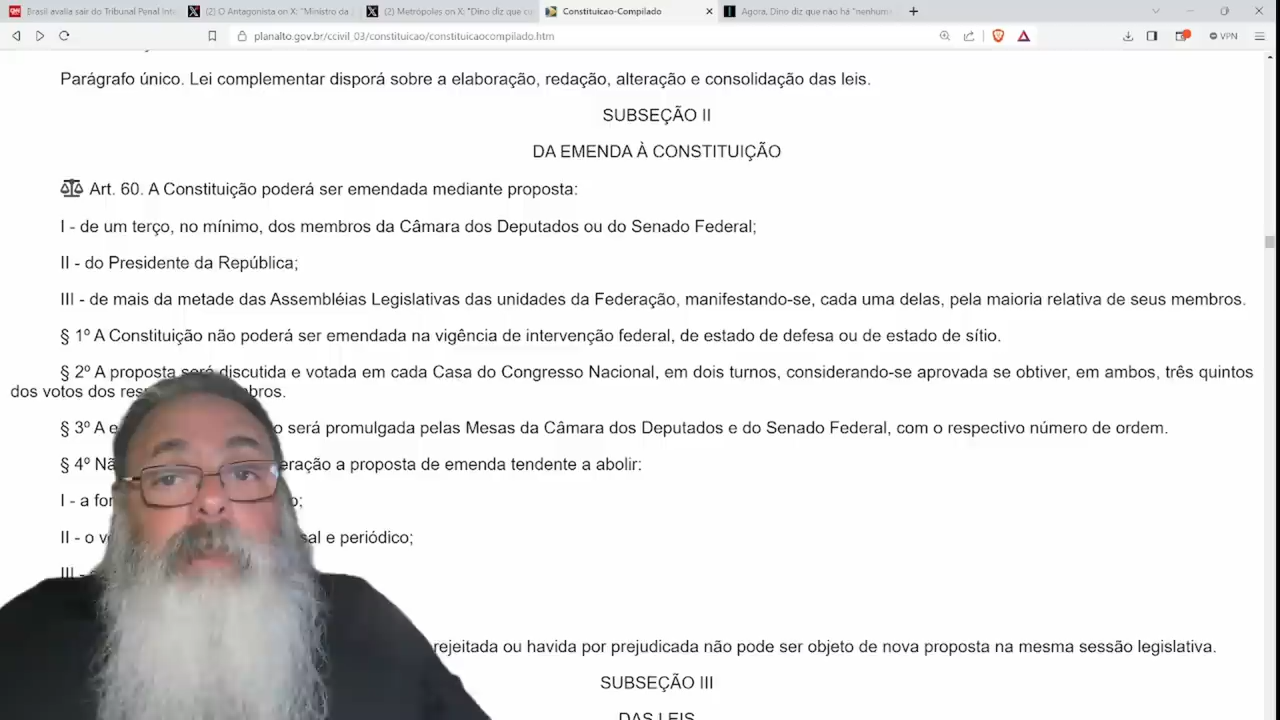 Brasil avalia sair do Tribunal Penal Inte
(2) O Antagonista on X: "Ministro da J
(2) Metrópoles on X: "Dino diz que
Constituicao-Compilado
Agora, Dino diz que não há "nenhum
planalto.gov.br/ccivil_03/constituicao/constituicaocompilado.htm
VPN
Parágrafo único. Lei complementar disporá sobre a elaboração, redação, alteração e consolidação das leis.
SUBSEÇÃO II
DA EMENDA À CONSTITUIÇÃO
Art. 60. A Constituição poderá ser emendada mediante proposta:
I - de um terço, no mínimo, dos membros da Câmara dos Deputados ou do Senado Federal;
II - do Presidente da República;
III - de mais da metade das Assembléias Legislativas das unidades da Federação, manifestando-se, cada uma delas, pela maioria relativa de seus membros.
§ 1º A Constituição não poderá ser emendada na vigência de intervenção federal, de estado de defesa ou de estado de sítio.
§ 2º A proposta será discutida e votada em cada Casa do Congresso Nacional, em dois turnos, considerando-se aprovada se obtiver, em ambos, três quintos
dos votos dos res bros.
§ 3º A e o será promulgada pelas Mesas da Câmara dos Deputados e do Senado Federal, com o respectivo número de ordem.
§ 4º Nã eração a proposta de emenda tendente a abolir:
I - a for o;
II - o v sal e periódico;
III -
rejeitada ou havida por prejudicada não pode ser objeto de nova proposta na mesma sessão legislativa.
SUBSEÇÃO III
DAS LEIS